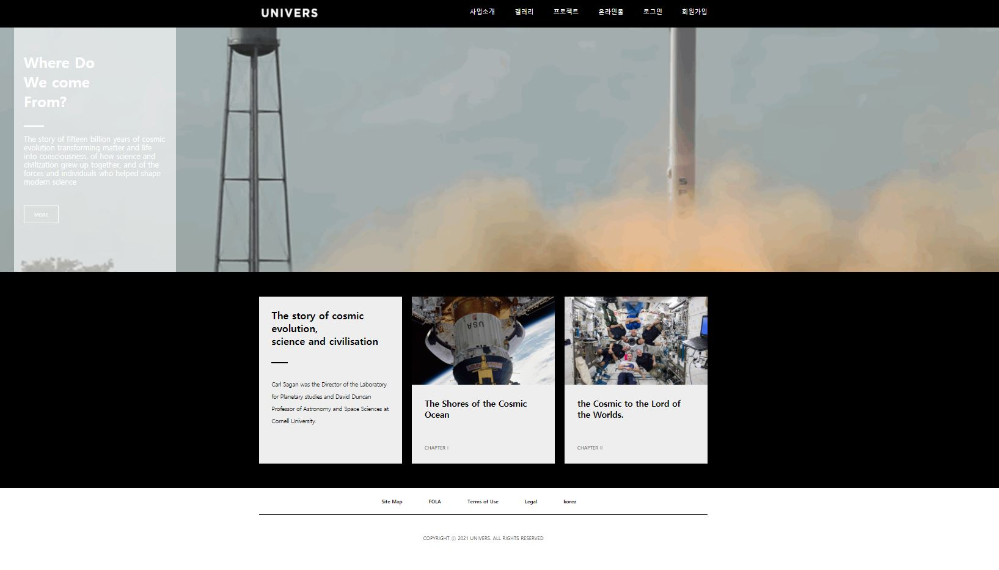 UNIVERS
사업소개 갤러리 프로젝트 온라인몰 로그인 회원가입
Where Do
We come
From?
The story of fifteen billion years of cosmic
evolution transforming matter and life
into consciousness, of how science and
civilization grew up together, and of the
forces and individuals who helped shape
modern science
MORE
The story of cosmic
evolution,
science and civilisation
Carl Sagan was the Director of the Laboratory
for Planetary studies and David Duncan
Professor of Astronomy and Space Sciences at
Cornell University.
USA
The Shores of the Cosmic
Ocean
CHAPTER I
the Cosmic to the Lord of
the Worlds.
CHAPTER II
Site Map FOLA Terms of Use Legal korea
COPYRIGHT ⓒ 2021 UNIVERS. ALL RIGHTS RESERVED